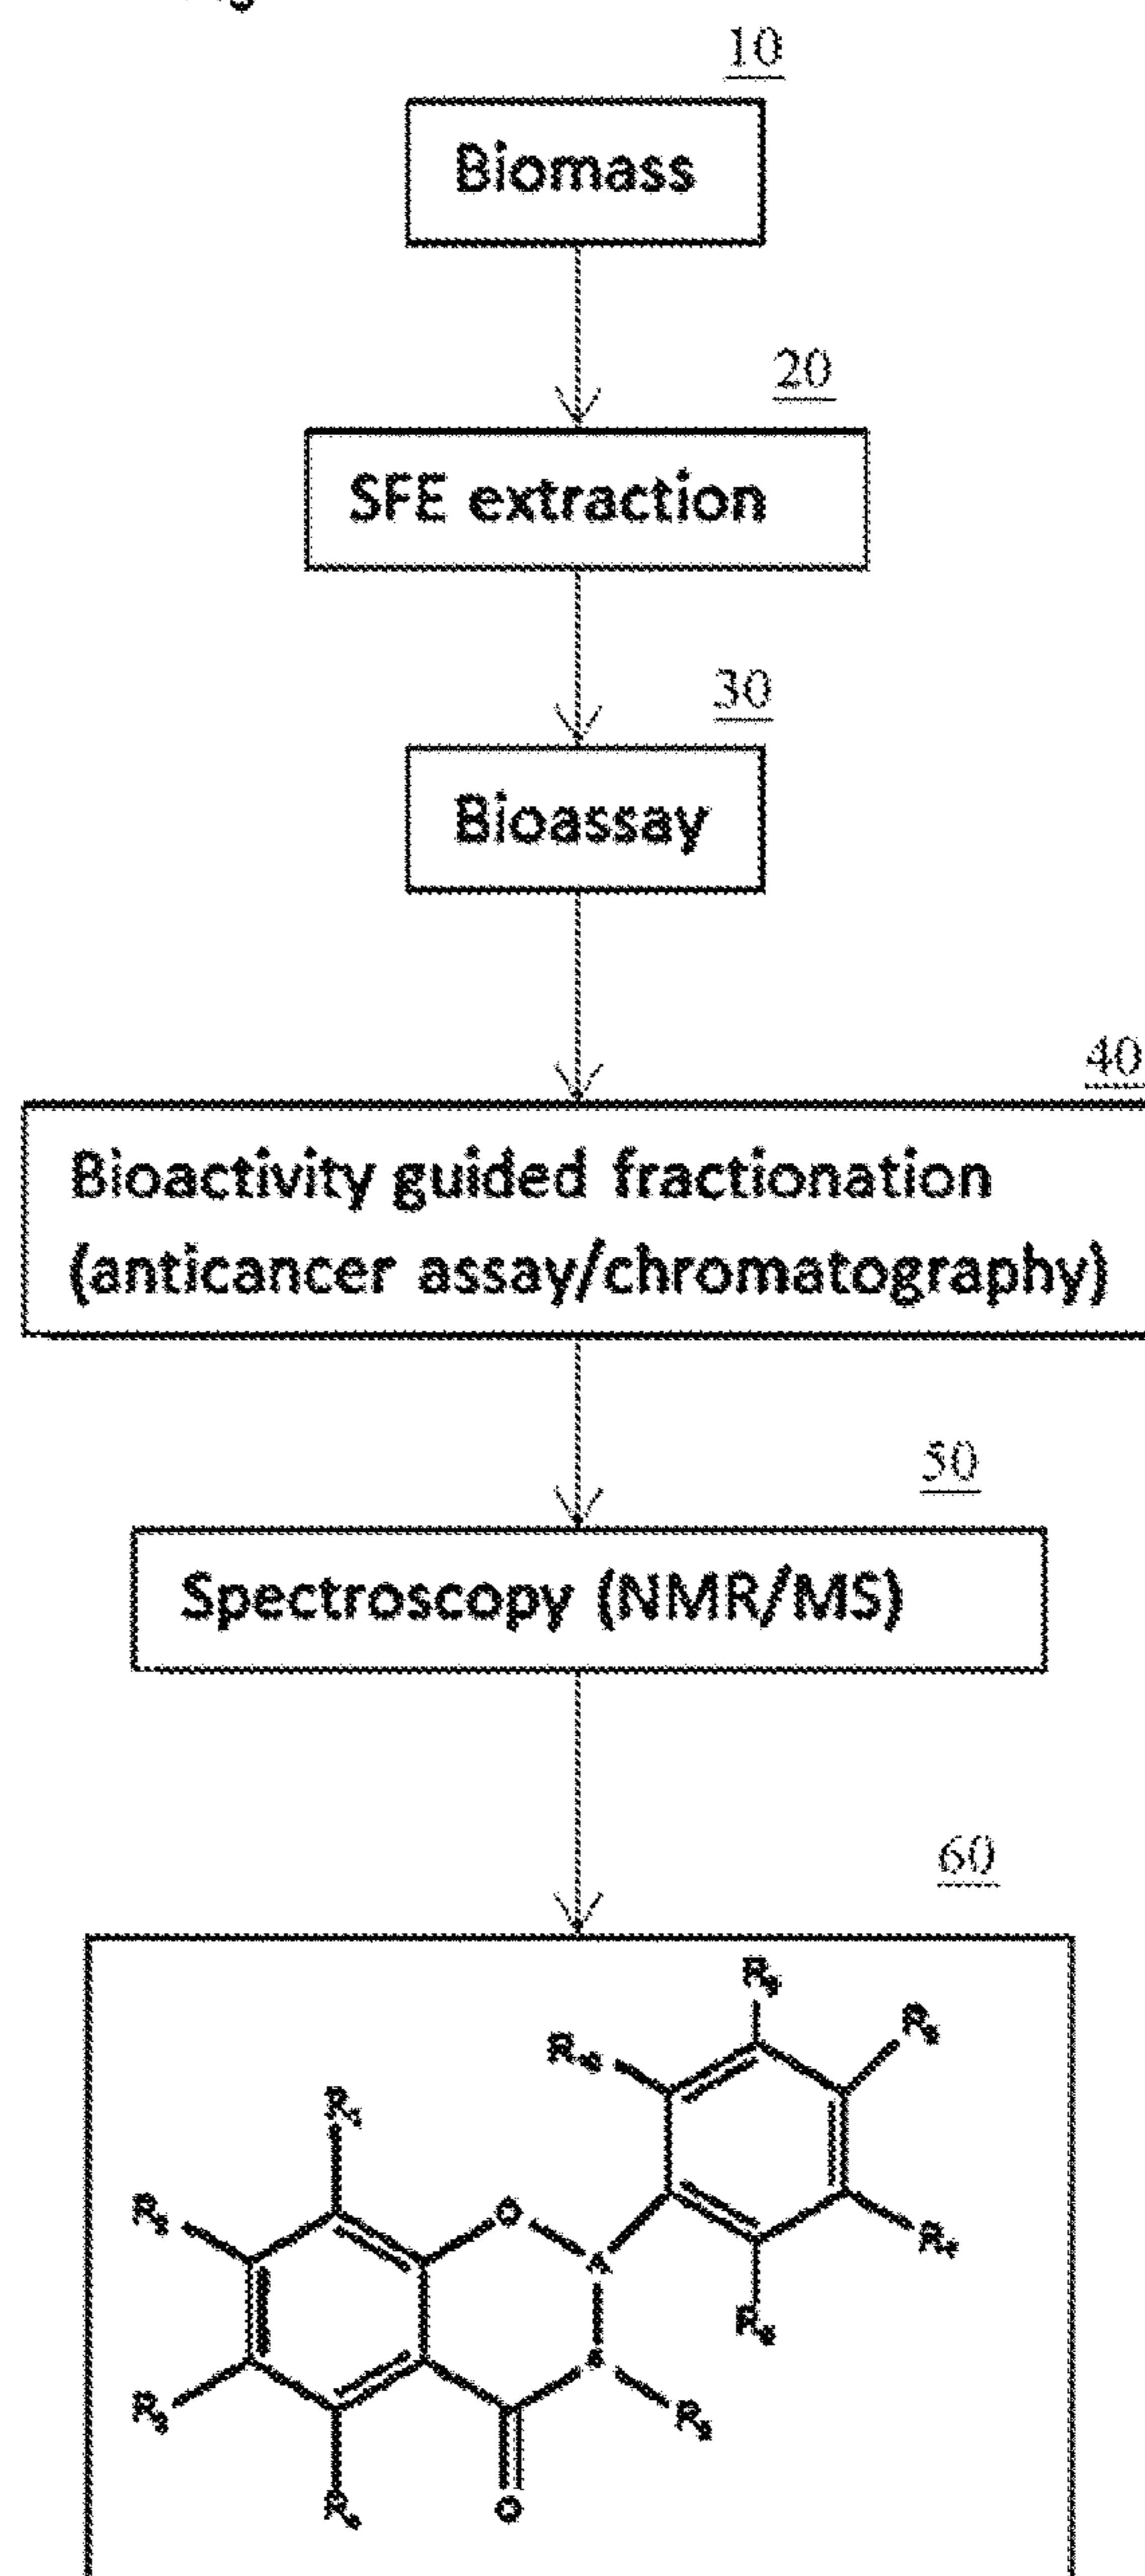 10
Biomass
20
SFE extraction
30
Bioassay
40
Bioactivity guided fractionation
(anticancer assay/chromatography)
50
Spectroscopy (NMR/MS)
60
R
R
R
R₁
R
O
A
R
R
R
R
O
R